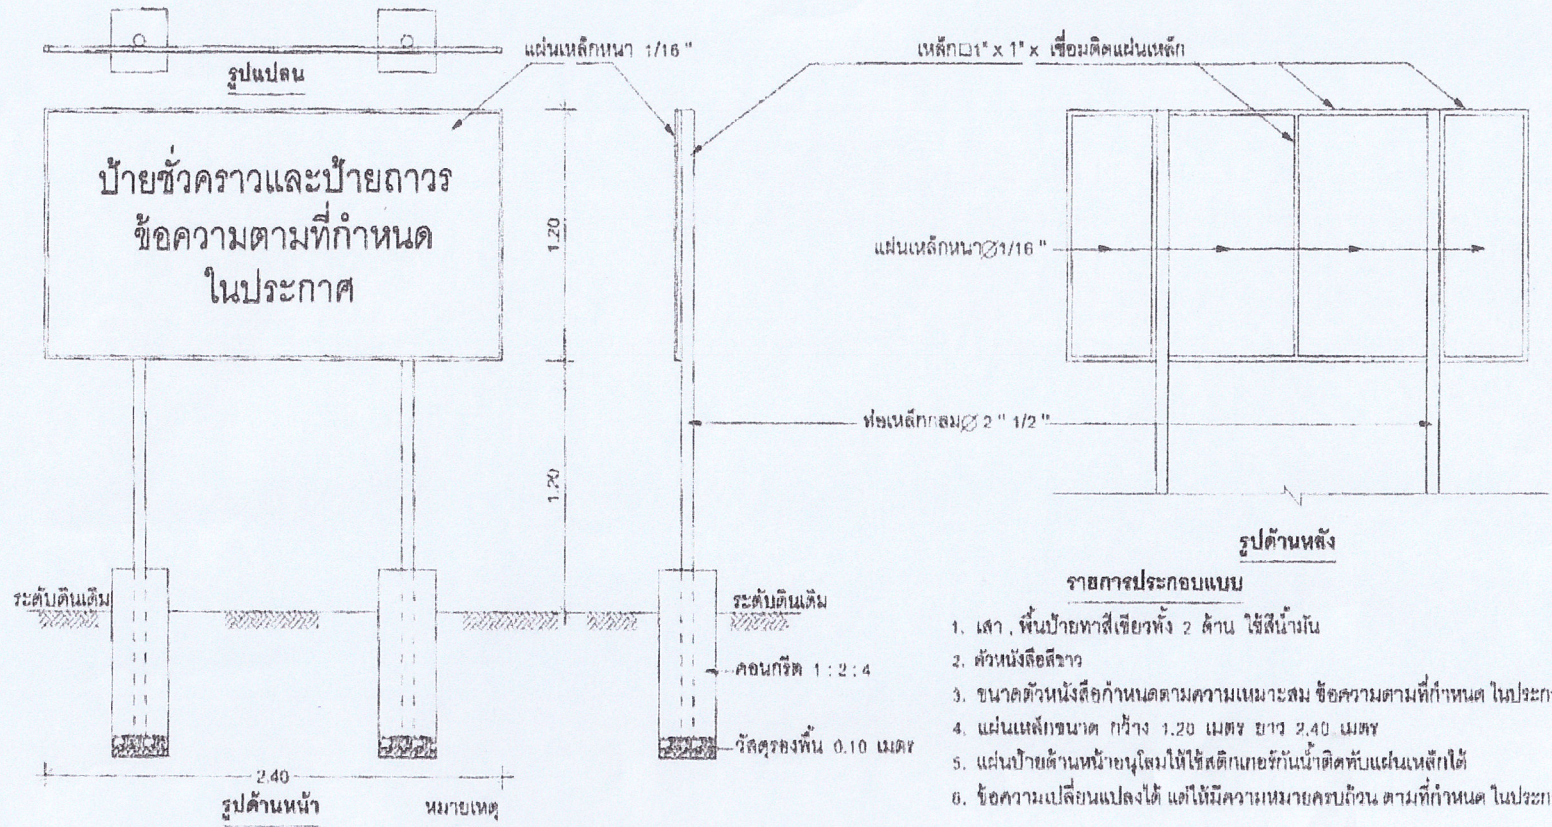 แผ่นเหล็กหนา 1/16 "
เหล็ก□1" x 1" x เชื่อมติดแผ่นเหล็ก
รูปแปลน
ป้ายชั่วคราวและป้ายถาวร
ข้อความตามที่กำหนด
ในประกาศ
1.20
แผ่นเหล็กหนา∅1/16 "
ท่อเหล็กกลม∅ 2 " 1/2 "
1.20
รูปด้านหลัง
ระดับดินเดิม
ระดับดินเดิม
คอนกรีต 1 : 2 : 4
วัสดุรองพื้น 0.10 เมตร
2.40
รูปด้านหน้า
หมายเหตุ
รายการประกอบแบบ
1. เสา , พื้นป้ายทาสีเขียวทั้ง 2 ด้าน ใช้สีน้ำมัน
2. ตัวหนังสือสีขาว
3. ขนาดตัวหนังสือกำหนดตามความเหมาะสม ข้อความตามที่กำหนด ในประก
4. แผ่นเหล็กขนาด กว้าง 1.20 เมตร ยาว 2.40 เมตร
5. แผ่นป้ายด้านหน้าอนุโลมให้ใช้สติกเกอร์กันน้ำติดทับแผ่นเหล็กได้
6. ข้อความเปลี่ยนแปลงได้ แต่ให้มีความหมายครบถ้วน ตามที่กำหนด ในประก